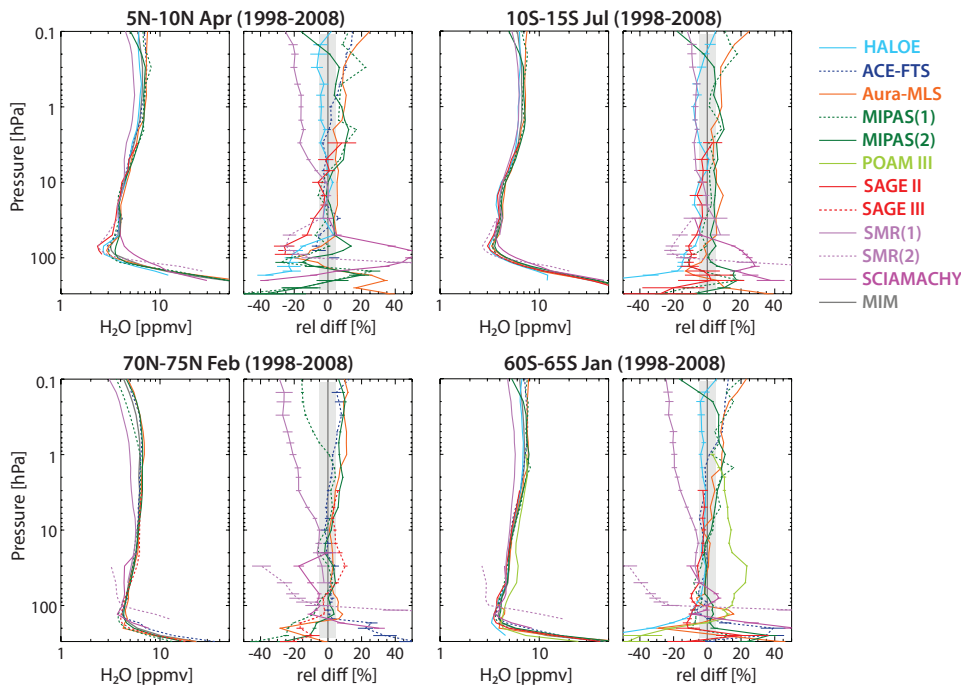 5N-10N Apr (1998-2008)
10S-15S Jul (1998-2008)
Pressure [hPa]
0.1
1
10
100
1 10
H₂O [ppmv]
-40 -20 0 20 40
rel diff [%]
1 10
H₂O [ppmv]
-40 -20 0 20 40
rel diff [%]
HALOE
ACE-FTS
Aura-MLS
MIPAS(1)
MIPAS(2)
POAM III
SAGE II
SAGE III
SMR(1)
SMR(2)
SCIAMACHY
MIM
70N-75N Feb (1998-2008)
60S-65S Jan (1998-2008)
Pressure [hPa]
0.1
1
10
100
1 10
H₂O [ppmv]
-40 -20 0 20 40
rel diff [%]
1 10
H₂O [ppmv]
-40 -20 0 20 40
rel diff [%]